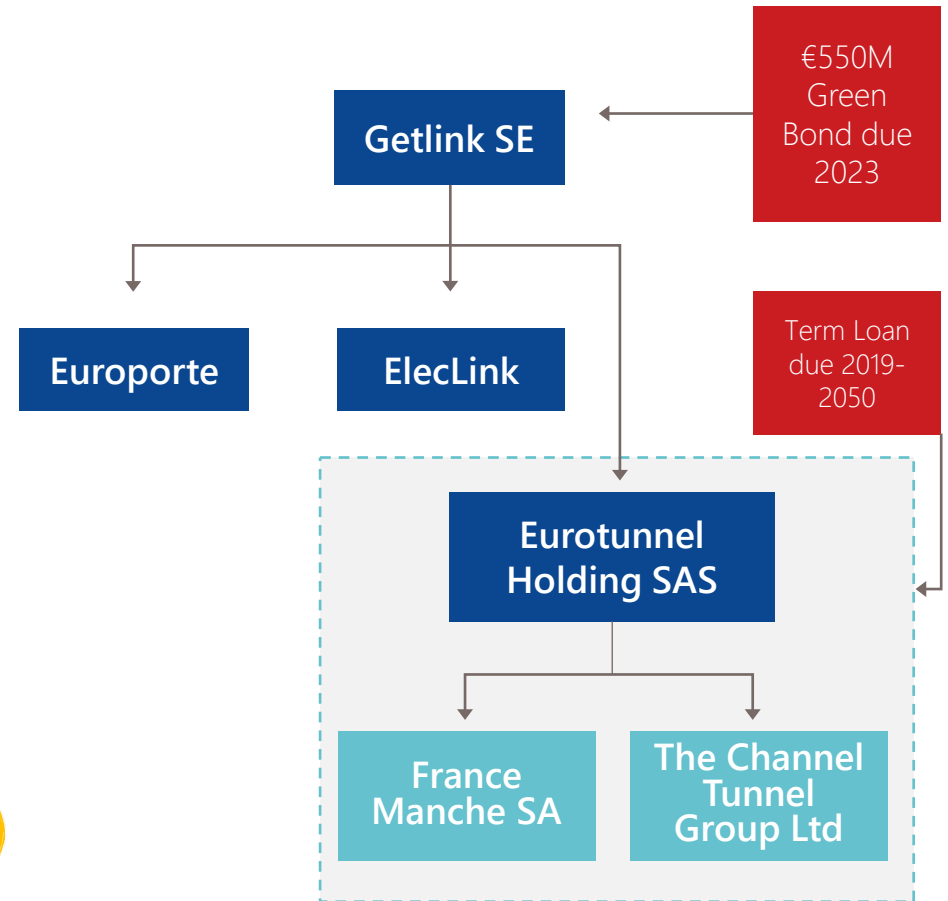 €550M
Green
Bond due
2023
Getlink SE
Europorte
ElecLink
Term Loan
due 2019-
2050
Eurotunnel
Holding SAS
France
Manche SA
The Channel
Tunnel
Group Ltd